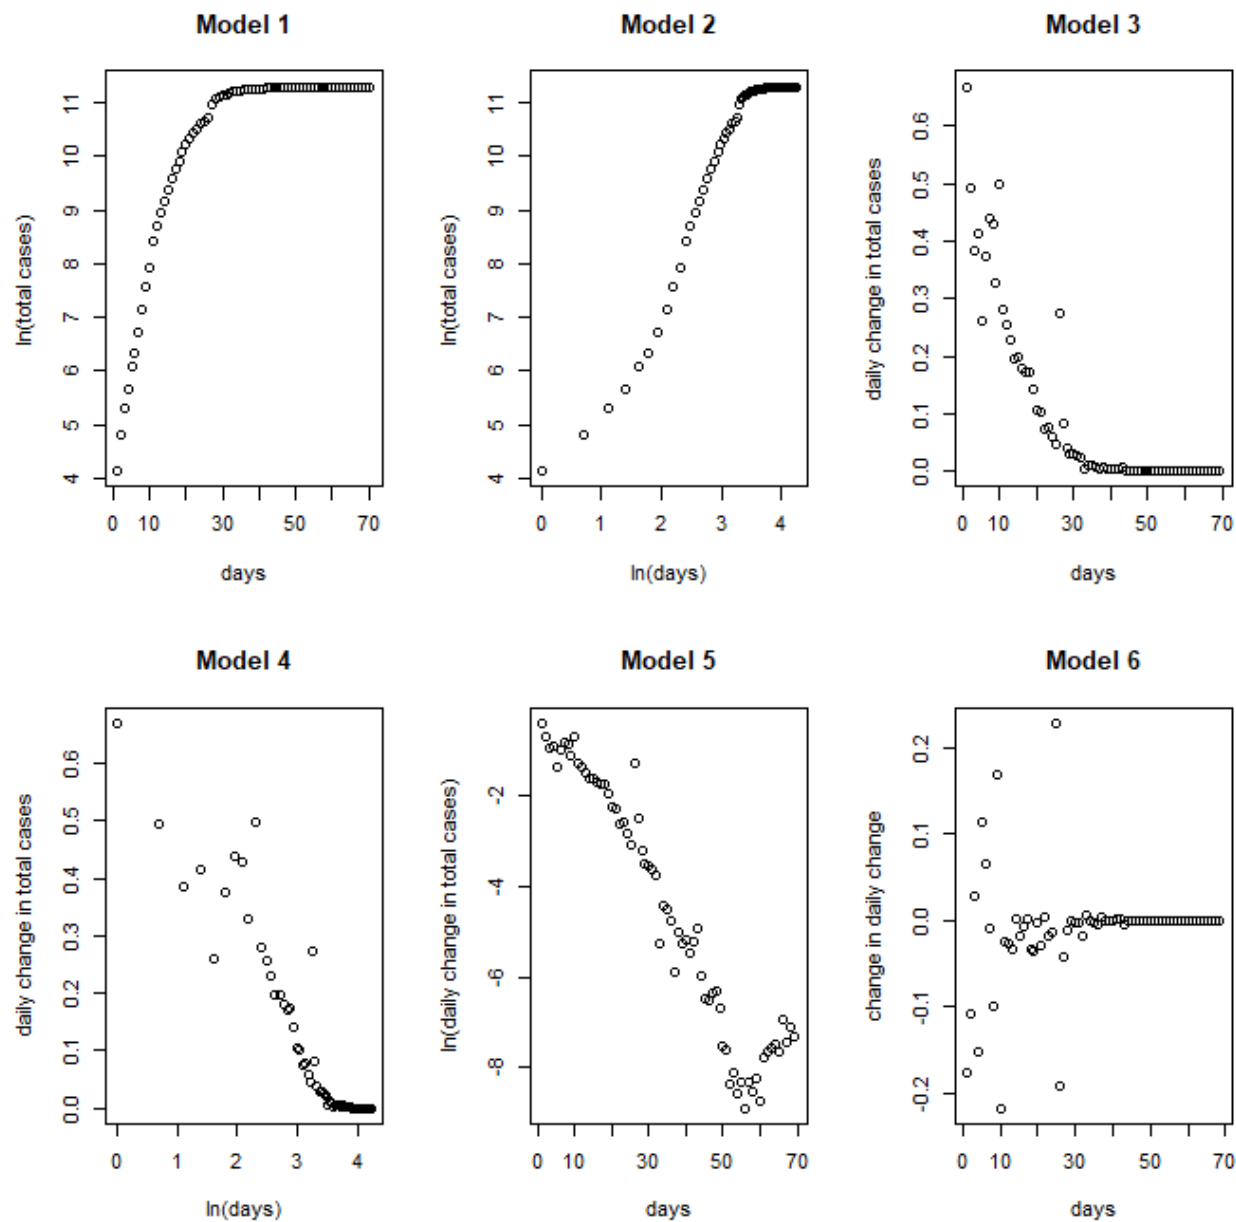 Model 1
Model 2
Model 3
ln(total cases)
4 5 6 7 8 9 10 11
0 10 30 50 70
days
ln(total cases)
4 5 6 7 8 9 10 11
0 1 2 3 4
ln(days)
daily change in total cases
0.0 0.1 0.2 0.3 0.4 0.5 0.6
0 10 30 50 70
days
Model 4
Model 5
Model 6
daily change in total cases
0.0 0.1 0.2 0.3 0.4 0.5 0.6
0 1 2 3 4
ln(days)
ln(daily change in total cases)
-8 -6 -4 -2
0 10 30 50 70
days
change in daily change
-0.2 -0.1 0.0 0.1 0.2
0 10 30 50 70
days